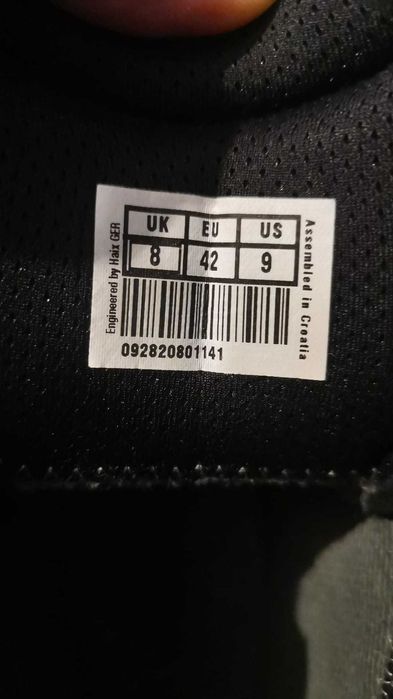 Engineered by Haix GER
UK EU US
8 42 9
092820801141
Assembled in Croatia